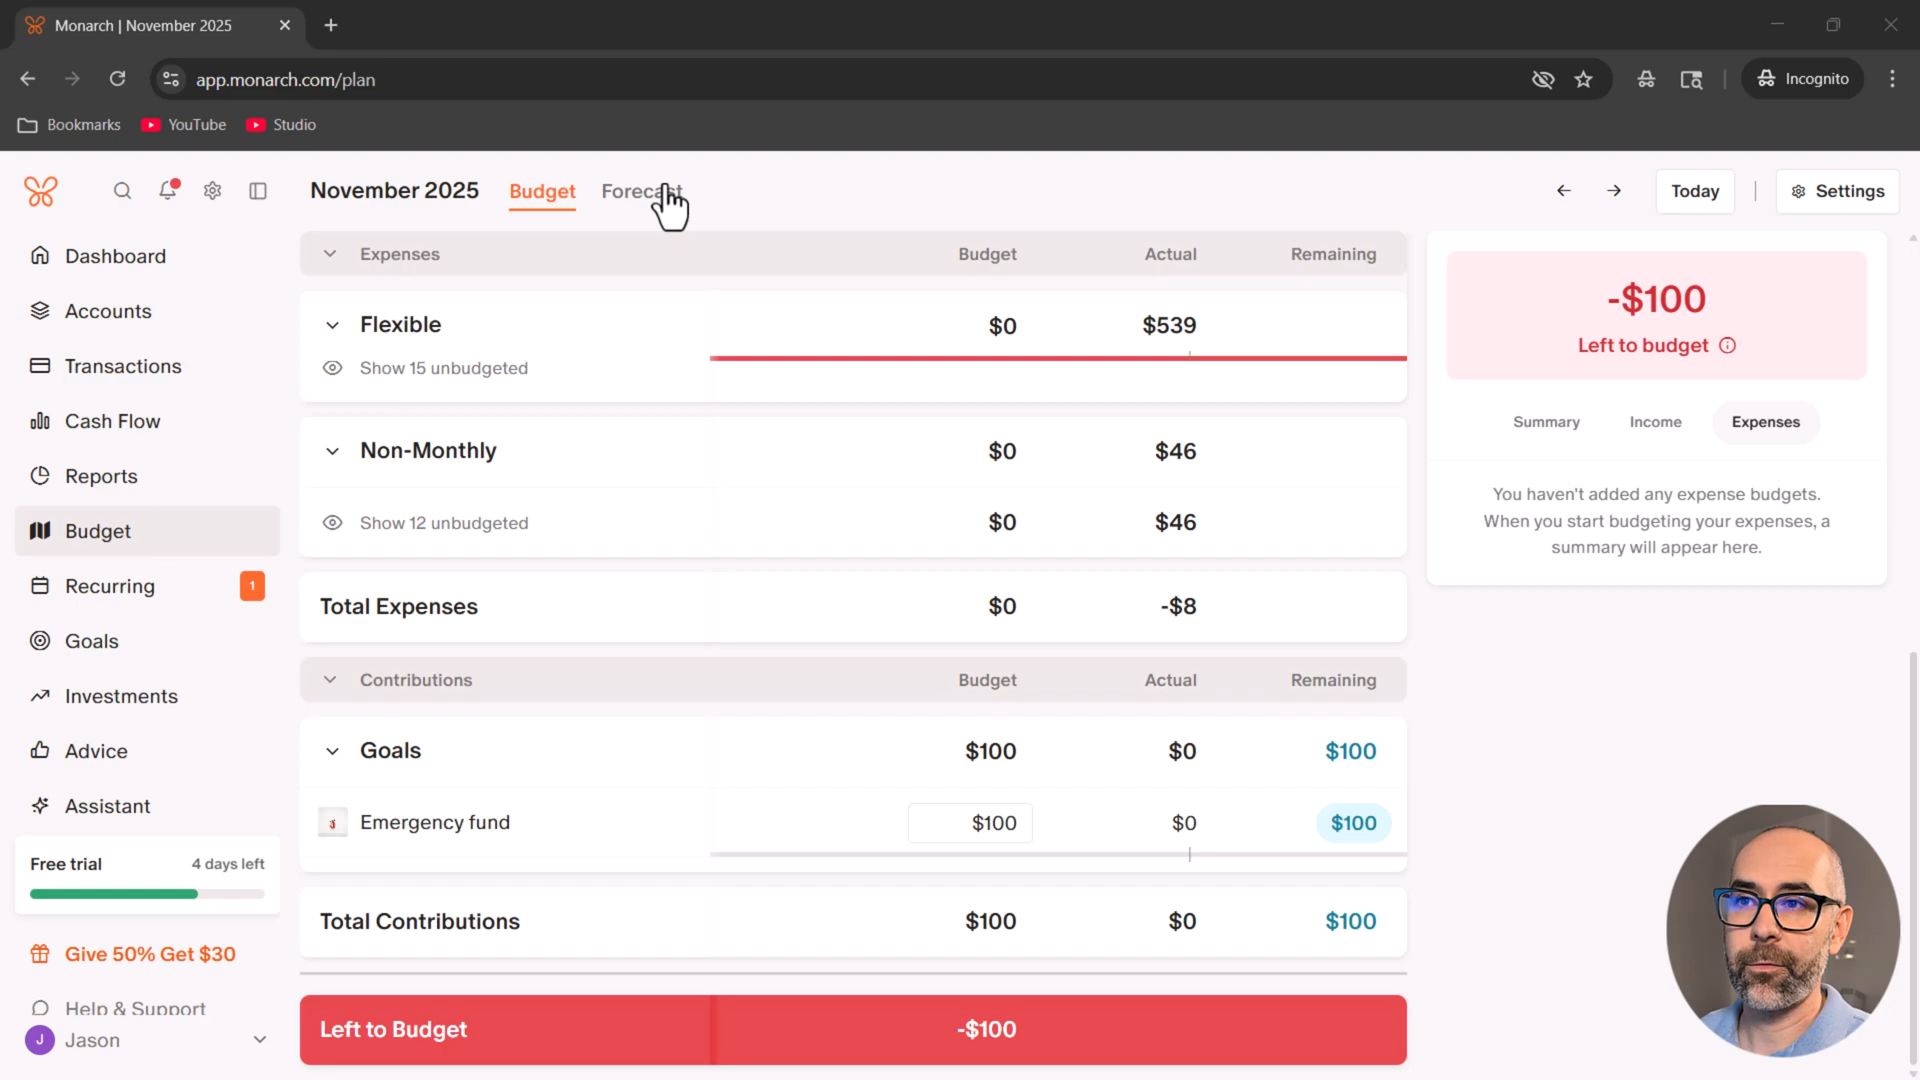 Monarch | November 2025
app.monarch.com/plan
Incognito
Bookmarks
YouTube
Studio
November 2025
Budget
Forecast
Today
Settings
Dashboard
Accounts
Transactions
Cash Flow
Reports
Budget
Recurring
1
Goals
Investments
Advice
Assistant
Free trial
4 days left
Give 50% Get $30
Help & Support
J
Jason
Expenses Budget Actual Remaining
Flexible $0 $539
Show 15 unbudgeted
Non-Monthly $0 $46
Show 12 unbudgeted $0 $46
Total Expenses $0 -$8
Contributions Budget Actual Remaining
Goals $100 $0 $100
Emergency fund $100 $0 $100
Total Contributions $100 $0 $100
Left to Budget -$100
-$100
Left to budget
Summary
Income
Expenses
You haven't added any expense budgets.
When you start budgeting your expenses, a
summary will appear here.